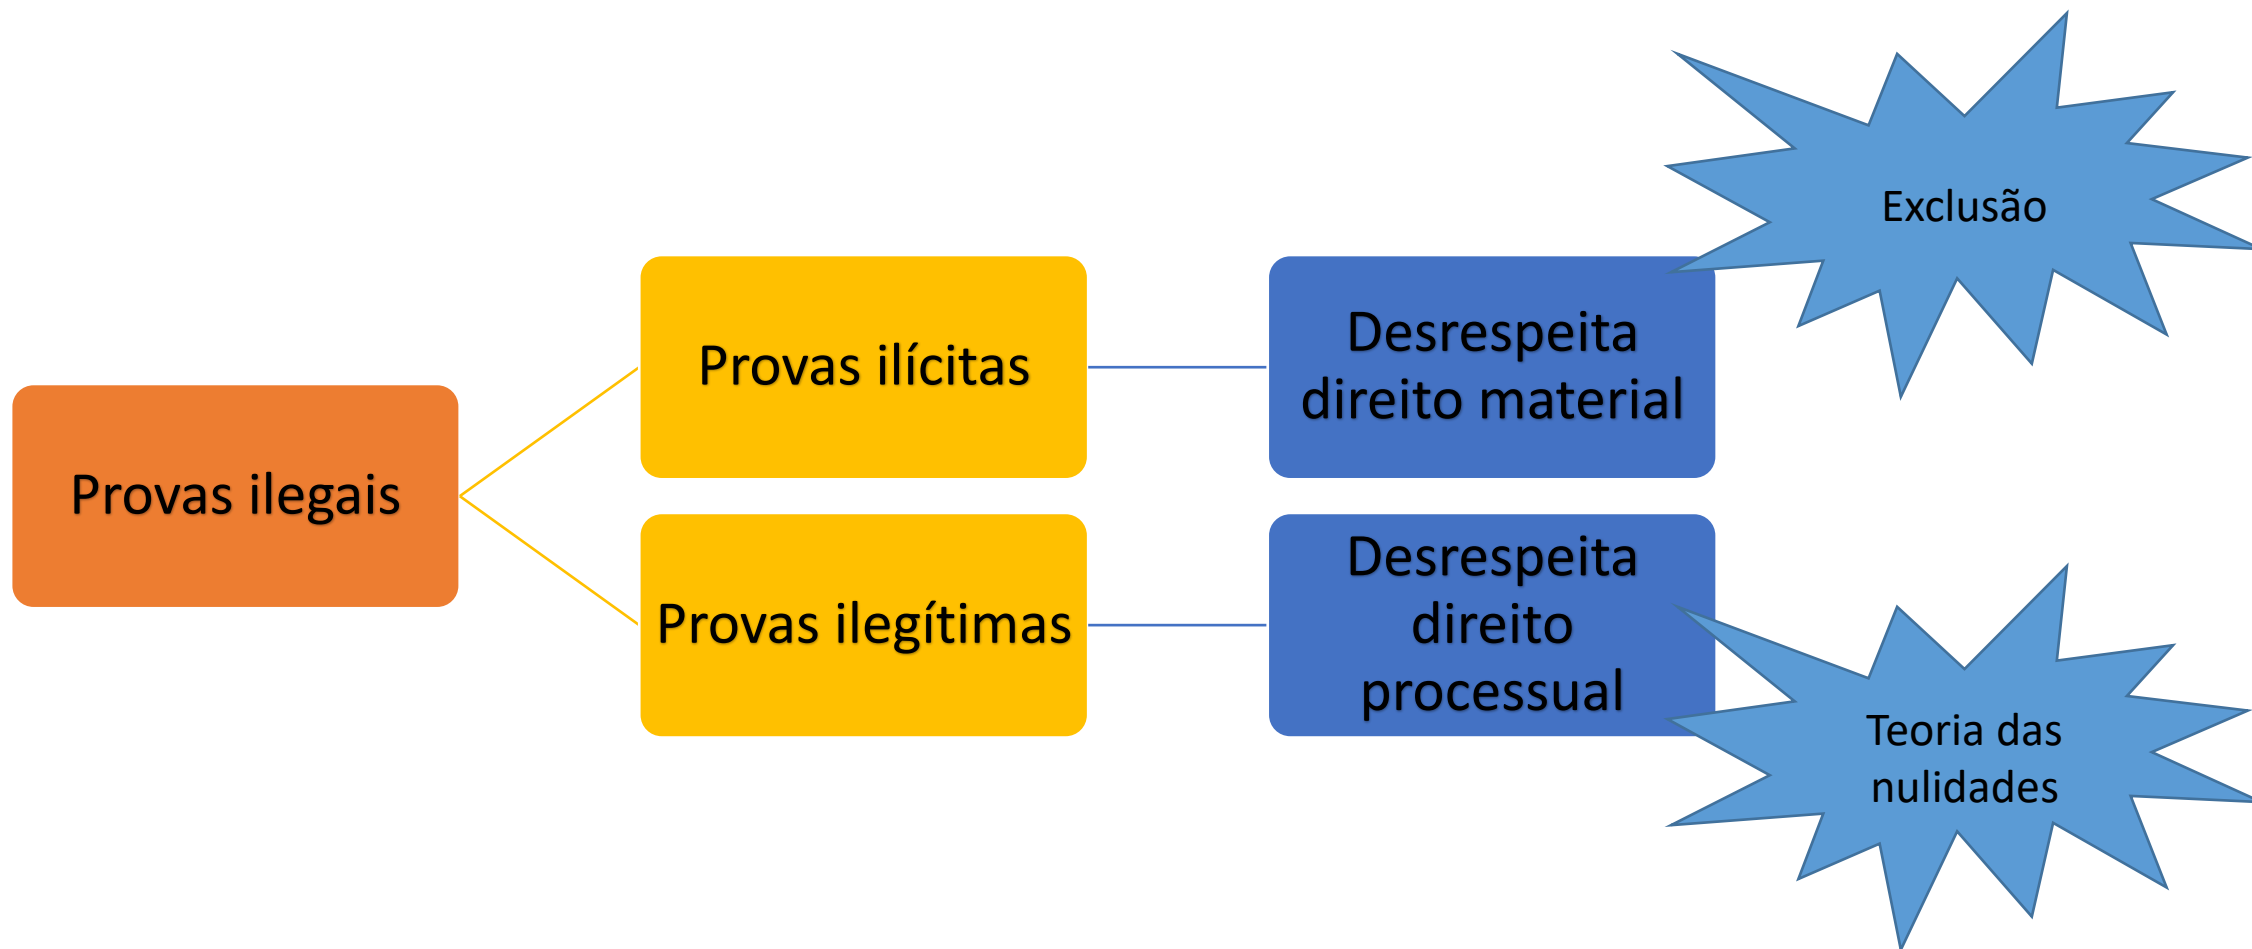 Exclusão
Provas ilícitas
Desrespeita
direito material
Provas ilegais
Provas ilegítimas
Desrespeita
direito
processual
Teoria das
nulidades